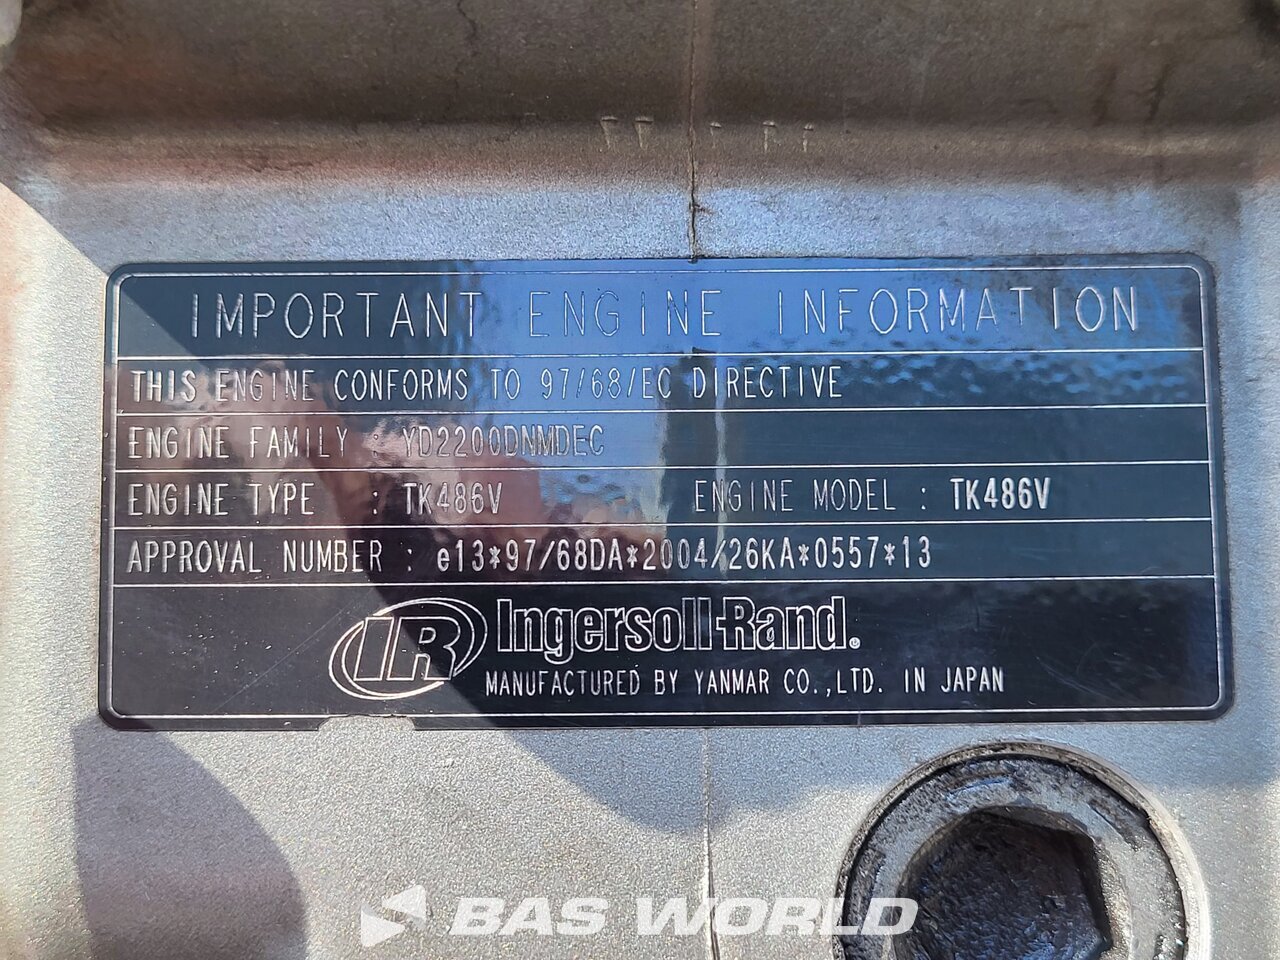 IMPORTANT ENGINE INFORMATION
THIS ENGINE CONFORMS TO 97/68/EC DIRECTIVE
ENGINE FAMILY : YD2200DNMDEC
ENGINE TYPE : TK486V ENGINE MODEL : TK486V
APPROVAL NUMBER : e13*97/68DA*2004/26KA*0557*13
IR Ingersoll-Rand®
MANUFACTURED BY YANMAR CO.,LTD. IN JAPAN
BAS WORLD